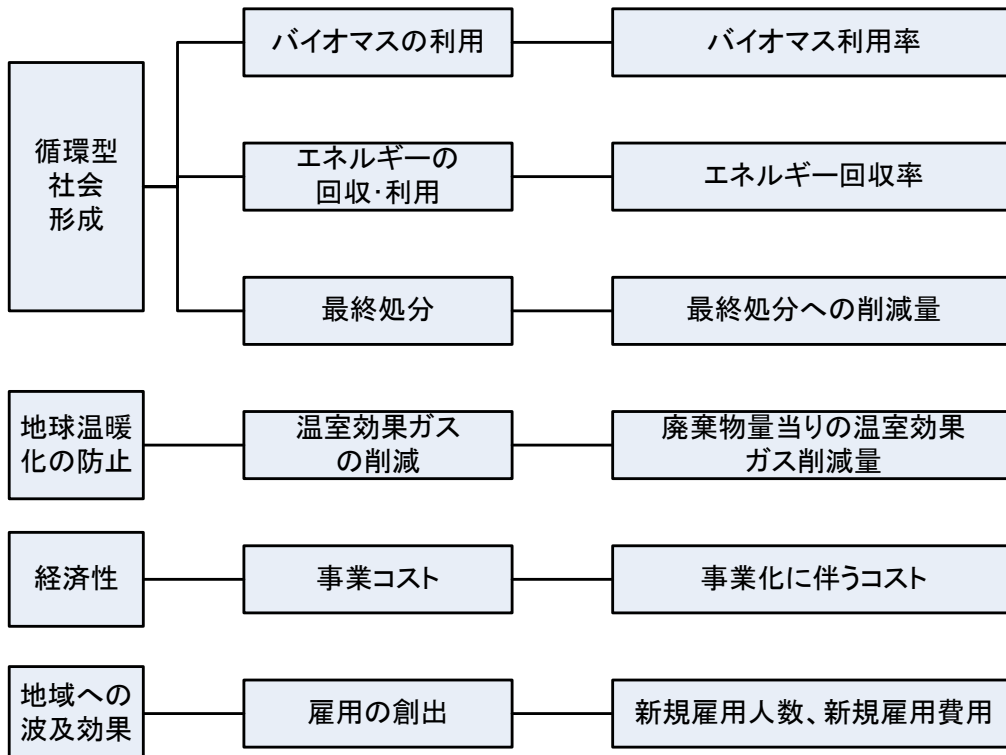 バイオマスの利用
バイオマス利用率
循環型
社会
形成
エネルギーの
回収･利用
エネルギー回収率
最終処分
最終処分への削減量
地球温暖
化の防止
温室効果ガス
の削減
廃棄物量当りの温室効果
ガス削減量
経済性
事業コスト
事業化に伴うコスト
地域への
波及効果
雇用の創出
新規雇用人数、新規雇用費用